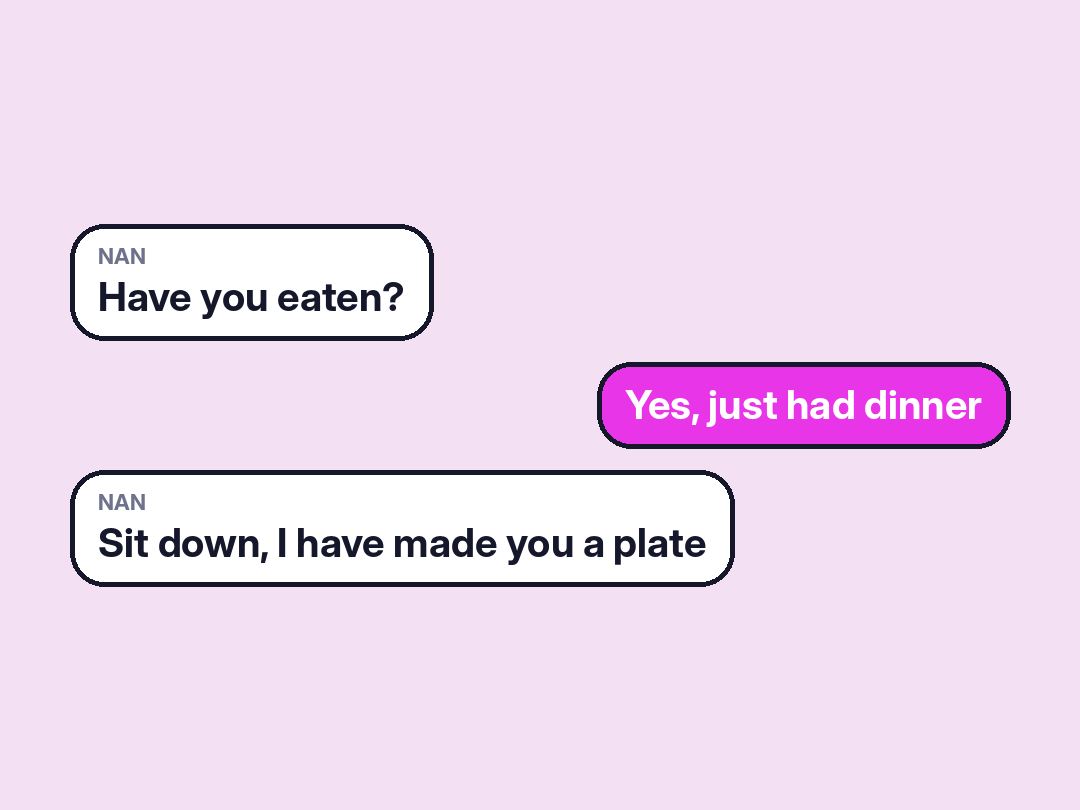 NAN
Have you eaten?
Yes, just had dinner
NAN
Sit down, I have made you a plate